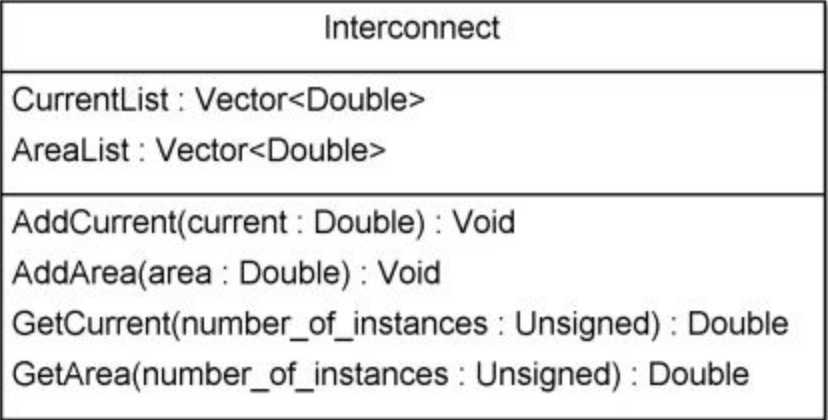 Interconnect
CurrentList : Vector<Double>
AreaList : Vector<Double>
AddCurrent(current : Double) : Void
AddArea(area : Double) : Void
GetCurrent(number_of_instances : Unsigned) : Double
GetArea(number_of_instances : Unsigned) : Double